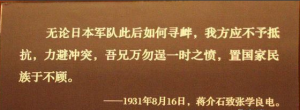 无论日本军队此后如何寻衅，我方应不予抵
抗，力避冲突，吾兄万勿逞一时之愤，置国家民
族于不顾。
——1931年8月16日，蒋介石致张学良电。